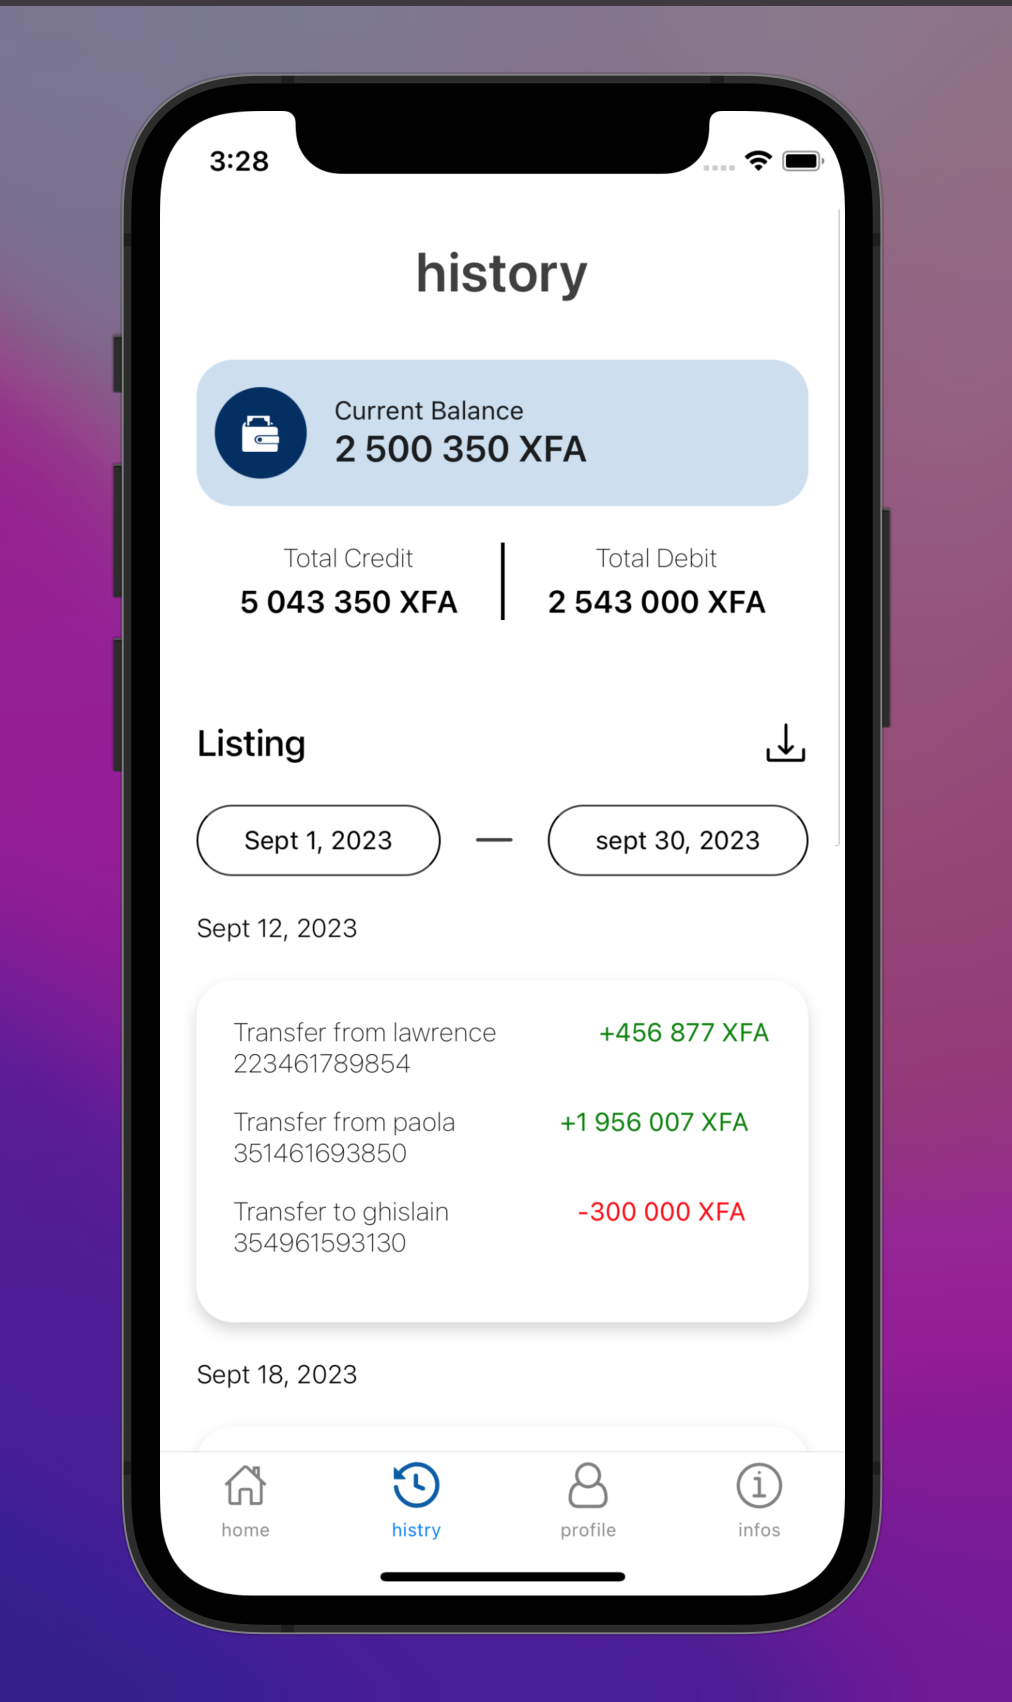 3:28
history
Current Balance
2 500 350 XFA
Total Credit
Total Debit
5 043 350 XFA
2 543 000 XFA
Listing
Sept 1, 2023
sept 30, 2023
Sept 12, 2023
Transfer from lawrence
+456 877 XFA
223461789854
Transfer from paola
+1 956 007 XFA
351461693850
Transfer to ghislain
-300 000 XFA
354961593130
Sept 18, 2023
home
histry
profile
infos